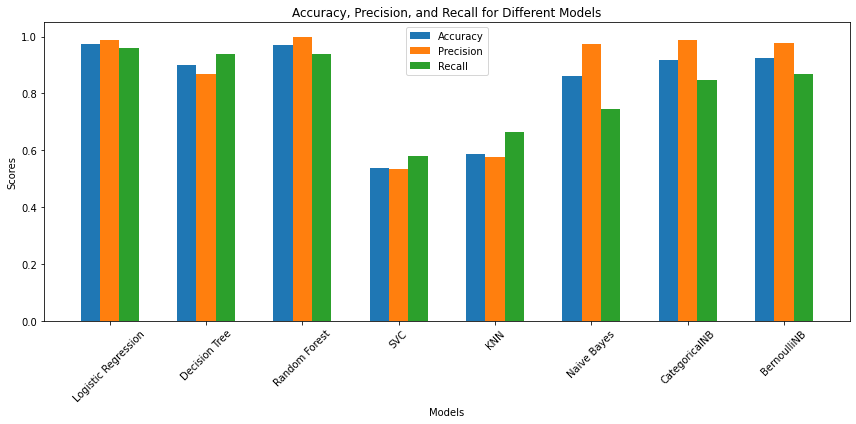 Accuracy, Precision, and Recall for Different Models
Accuracy
Precision
Recall
Scores
1.0
0.8
0.6
0.4
0.2
0.0
Logistic Regression
Decision Tree
Random Forest
SVC
KNN
Naive Bayes
CategoricalNB
BernoulliNB
Models